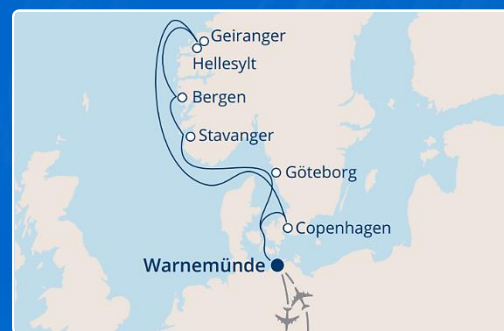 Geiranger
Hellesylt
Bergen
Stavanger
Göteborg
Copenhagen
Warnemünde